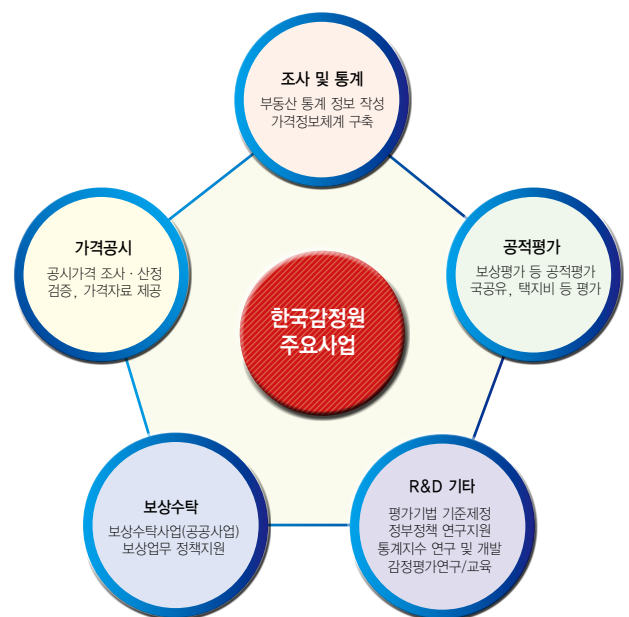 조사 및 통계
부동산 통계 정보 작성
가격정보체계 구축
가격공시
공시가격 조사 · 산정
검증, 가격자료 제공
공적평가
보상평가 등 공적평가
국공유, 택지비 등 평가
한국감정원
주요사업
보상수탁
보상수탁사업(공공사업)
보상업무 정책지원
R&D 기타
평가기법 기준제정
정부정책 연구지원
통계지수 연구 및 개발
감정평가연구/교육